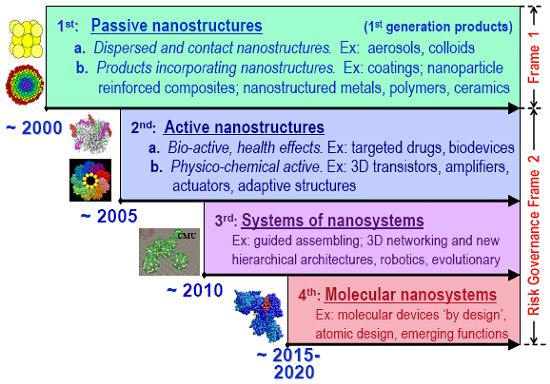 1st: Passive nanostructures (1st generation products)
a. Dispersed and contact nanostructures. Ex: aerosols, colloids
b. Products incorporating nanostructures. Ex: coatings; nanoparticle
reinforced composites; nanostructured metals, polymers, ceramics
Frame 1
~ 2000
2nd: Active nanostructures
a. Bio-active, health effects. Ex: targeted drugs, biodevices
b. Physico-chemical active. Ex: 3D transistors, amplifiers,
actuators, adaptive structures
~ 2005
CMU
3rd: Systems of nanosystems
Ex: guided assembling; 3D networking and new
hierarchical architectures, robotics, evolutionary
~ 2010
4th: Molecular nanosystems
Ex: molecular devices ‘by design’,
atomic design, emerging functions
~ 2015-
2020
Risk Governance Frame 2